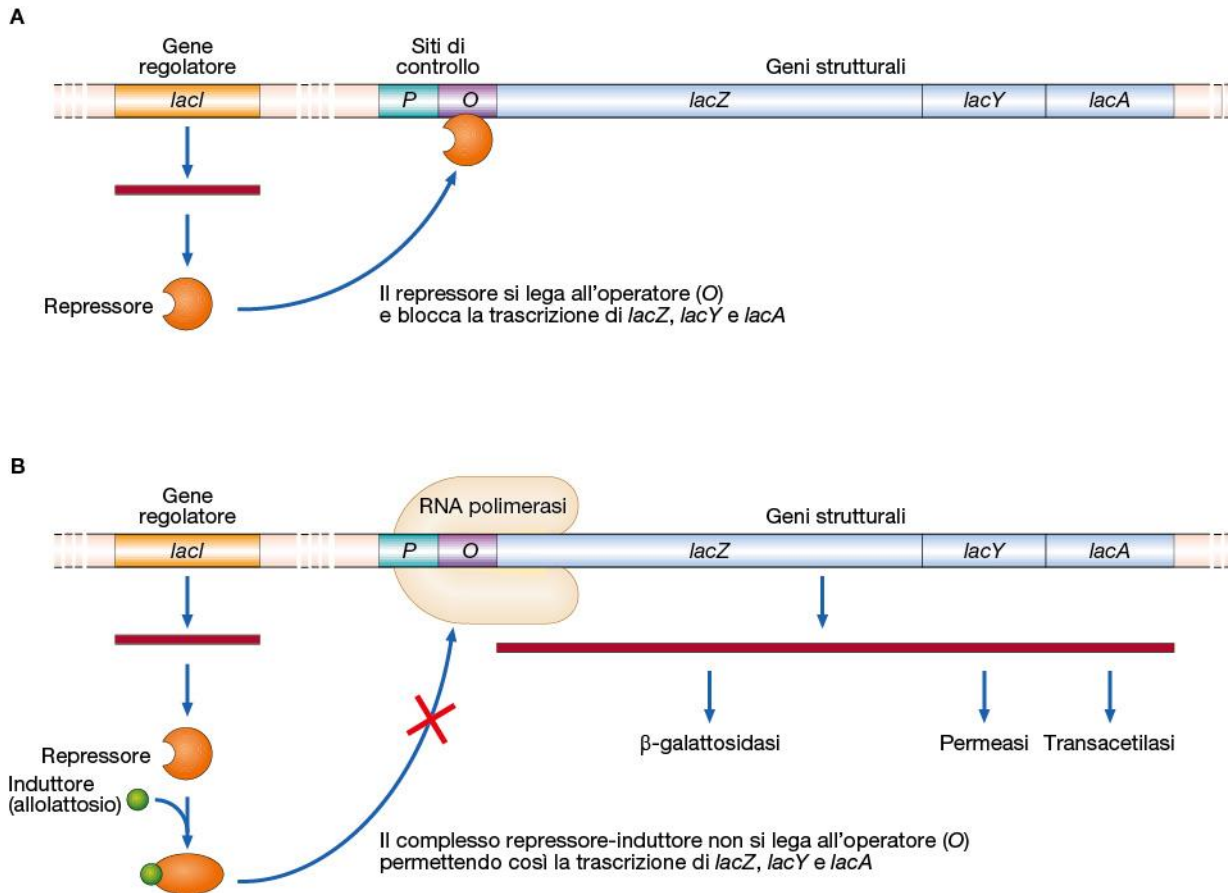 A
Gene
regolatore
Siti di
controllo
Geni strutturali
lacI
P
O
lacZ
lacY
lacA
Repressore
Il repressore si lega all'operatore (O)
e blocca la trascrizione di lacZ, lacY e lacA
B
Gene
regolatore
RNA polimerasi
Geni strutturali
lacI
P
O
lacZ
lacY
lacA
β-galattosidasi
Permeasi
Transacetilasi
Repressore
Induttore
(allolattosio)
Il complesso repressore-induttore non si lega all'operatore (O)
permettendo così la trascrizione di lacZ, lacY e lacA